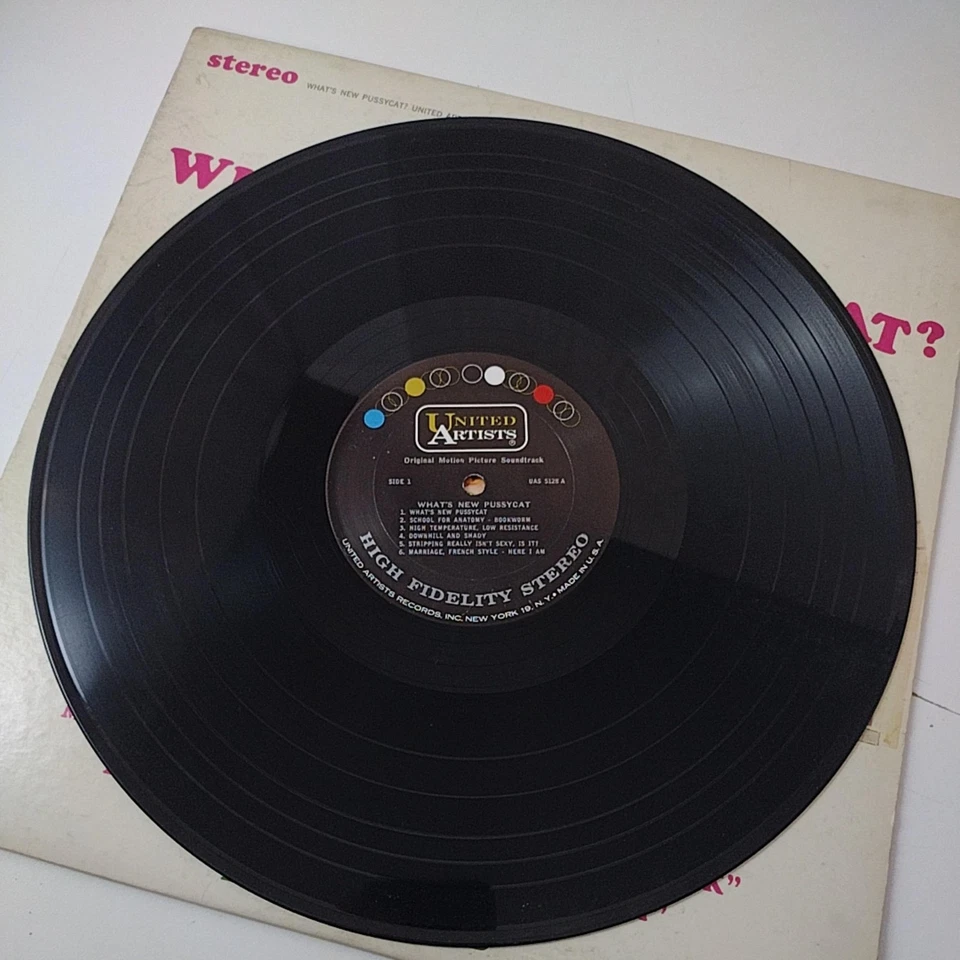 stereo
WHAT'S NEW PUSSYCAT? UNITED
AT?
UNITED
ARTISTS®
Original Motion Picture Soundtrack
SIDE 1
UAS 5128 A
WHAT'S NEW PUSSYCAT
1. WHAT'S NEW PUSSYCAT
2. SCHOOL FOR ANATOMY - BOOKWORM
3. HIGH TEMPERATURE, LOW RESISTANCE
4. DOWNHILL AND SHADY
5. STRIPPING REALLY ISN'T SEXY, IS IT?
6. MARRIAGE, FRENCH STYLE - HERE I AM
HIGH FIDELITY STEREO
UNITED ARTISTS RECORDS, INC. NEW YORK 19, N.Y. • MADE IN U.S.A.